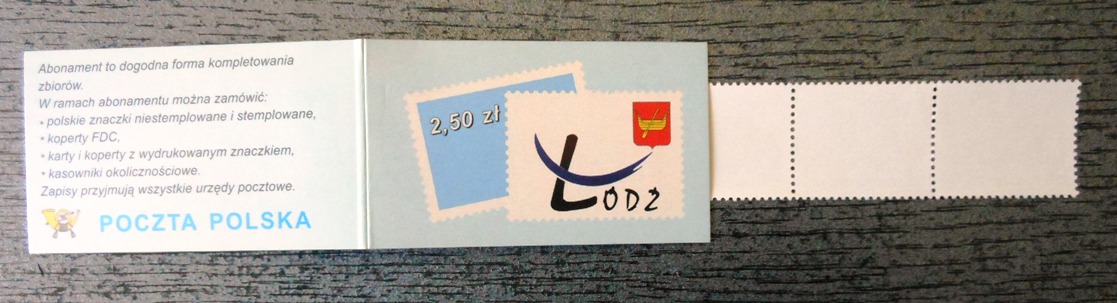 Abonament to dogodna forma kompletowania
zbiorów.
W ramach abonamentu można zamówić:
• polskie znaczki niestemplowane i stemplowane,
• koperty FDC,
• karty i koperty z wydrukowanym znaczkiem,
• kasowniki okolicznościowe.
Zapisy przyjmują wszystkie urzędy pocztowe.
POCZTA POLSKA
2,50 zł
ŁÓDŹ